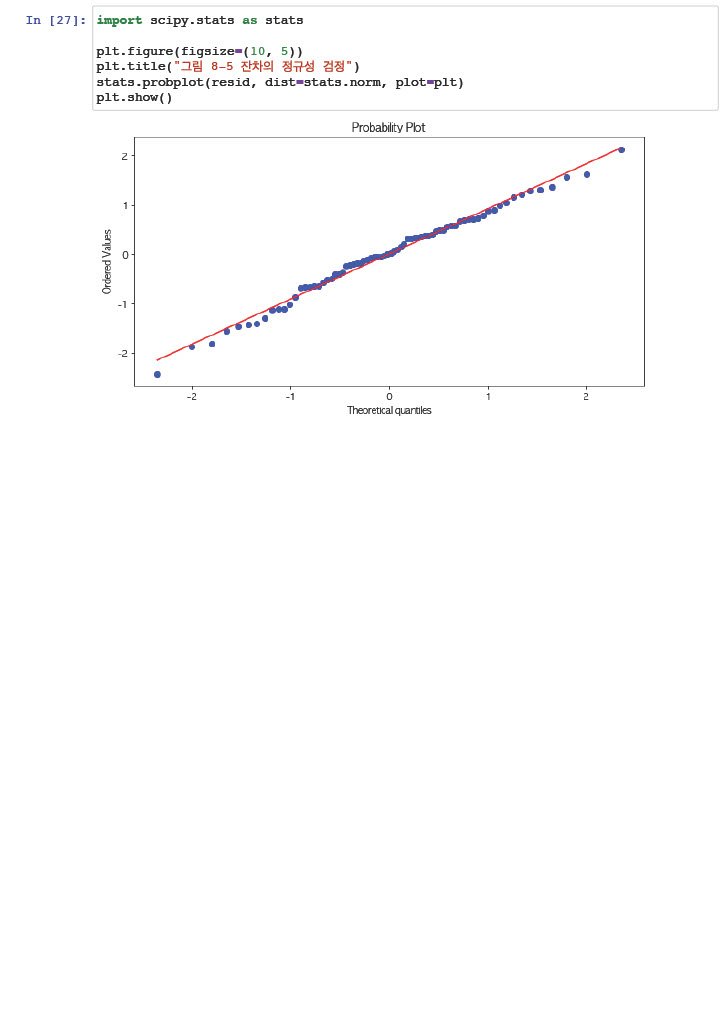 In [27]: import scipy.stats as stats
plt.figure(figsize=(10, 5))
plt.title("그림 8-5 잔차의 정규성 검정")
stats.probplot(resid, dist=stats.norm, plot=plt)
plt.show()
Probability Plot
2
1
0
-1
-2
Ordered Values
-2 -1 0 1 2
Theoretical quantiles